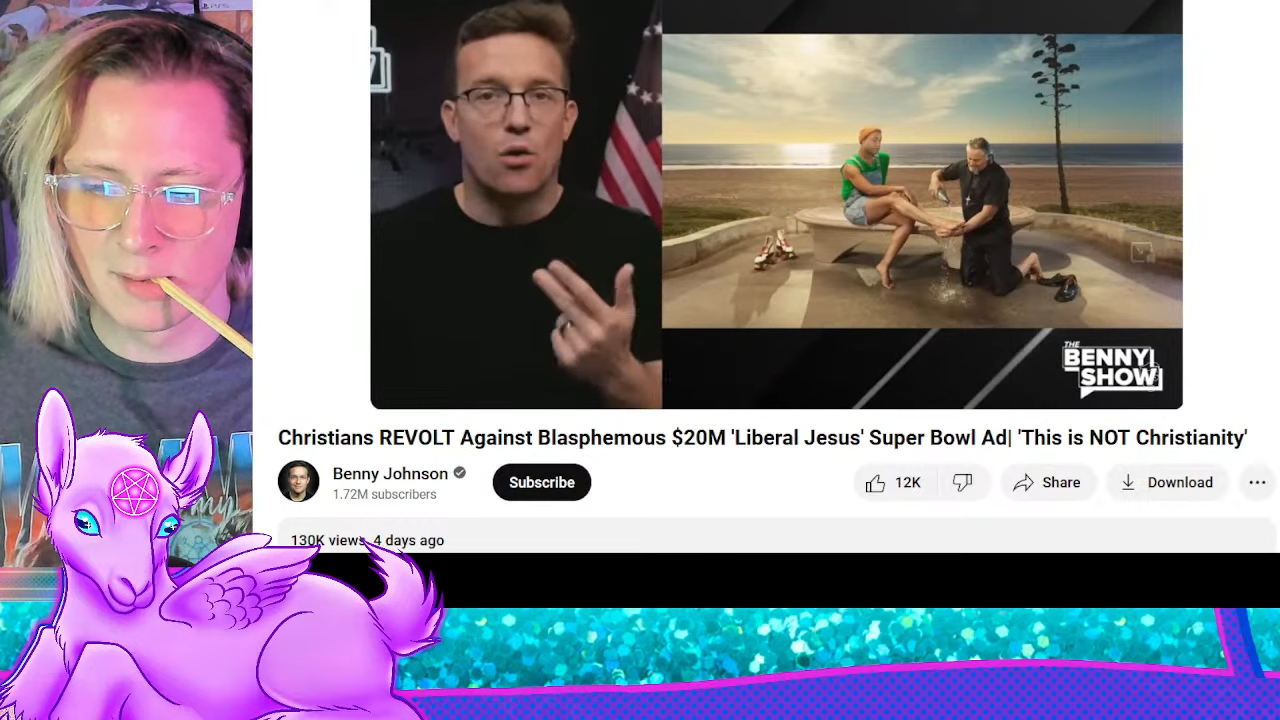 THE
BENNY
SHOW
Christians REVOLT Against Blasphemous $20M 'Liberal Jesus' Super Bowl Ad| 'This is NOT Christianity'
Benny Johnson
1.72M subscribers
Subscribe
12K
Share
Download
130K views 4 days ago